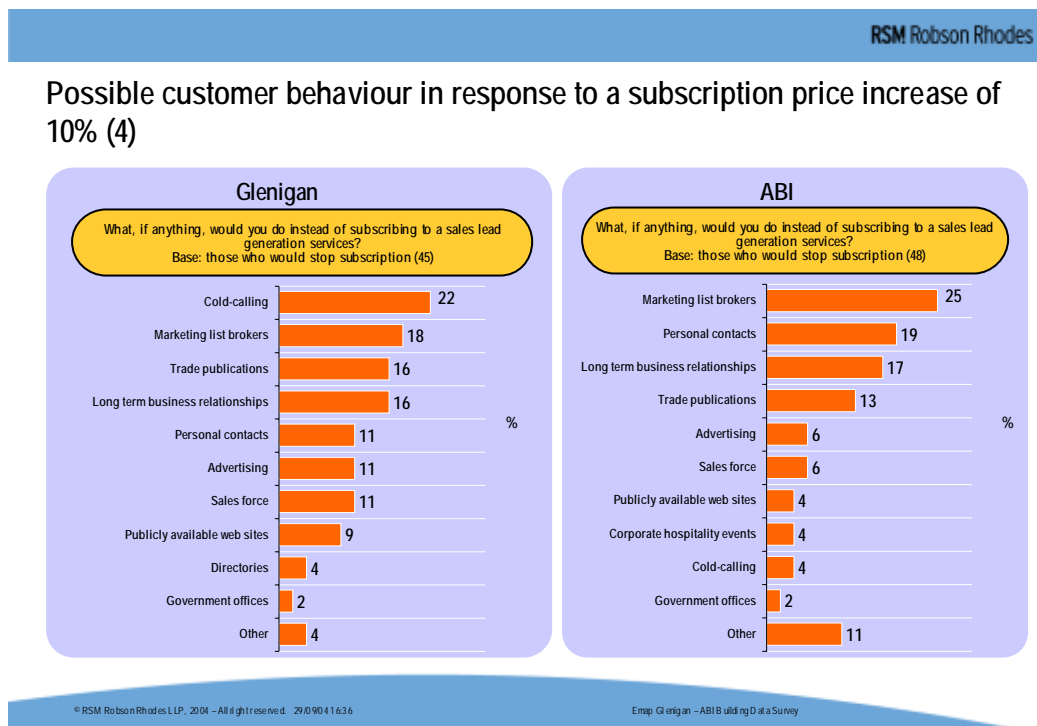 RSM Robson Rhodes
Possible customer behaviour in response to a subscription price increase of
10% (4)
Glenigan
What, if anything, would you do instead of subscribing to a sales lead
generation services?
Base: those who would stop subscription (45)
Cold-calling 22
Marketing list brokers 18
Trade publications 16
Long term business relationships 16
Personal contacts 11
%
Advertising 11
Sales force 11
Publicly available web sites 9
Directories 4
Government offices 2
Other 4
ABI
What, if anything, would you do instead of subscribing to a sales lead
generation services?
Base: those who would stop subscription (48)
Marketing list brokers 25
Personal contacts 19
Long term business relationships 17
Trade publications 13
%
Advertising 6
Sales force 6
Publicly available web sites 4
Corporate hospitality events 4
Cold-calling 4
Government offices 2
Other 11
© RSM Robson Rhodes LLP, 2004 – All right reserved. 29/09/04 16:36
Emap Glenigan – ABI Building Data Survey